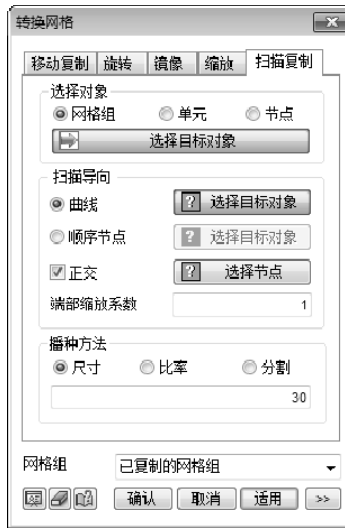 转换网格
移动复制 旋转 镜像 缩放 扫描复制
选择对象
网格组 单元 节点
选择目标对象
扫描导向
曲线 ? 选择目标对象
顺序节点 ? 选择目标对象
正交 ? 选择节点
端部缩放系数 1
播种方法
尺寸 比率 分割
30
网格组 已复制的网格组
确认 取消 适用 >>